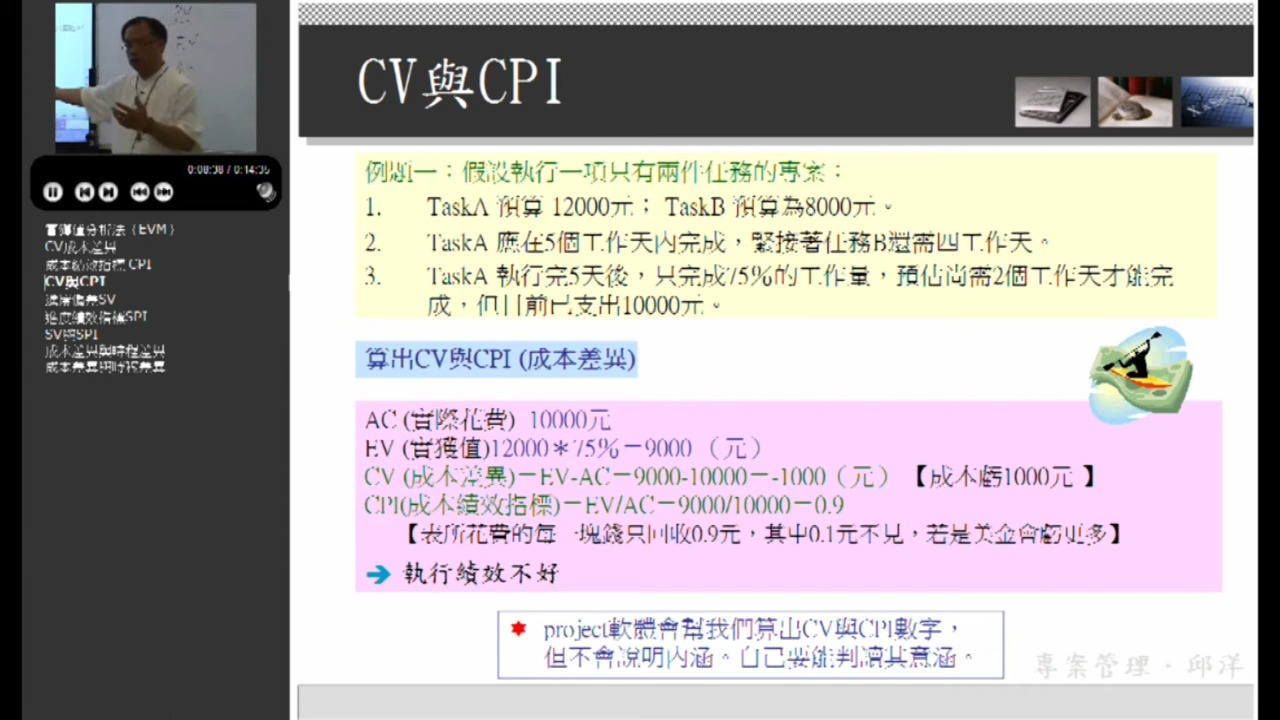 CV與CPI
0:08:38 / 0:14:35
實獲值分析法（EVM）
CV成本差異
成本績效指標 CPI
CV與CPI
進度偏差SV
進度績效指標SPI
SV與SPI
成本差異與時程差異
成本差異與時程差異
例題一：假設執行一項只有兩件任務的專案：
1. TaskA 預算 12000元； TaskB 預算為8000元。
2. TaskA 應在5個工作天內完成，緊接著任務B還需四工作天。
3. TaskA 執行完5天後，只完成75%的工作量，預估尚需2個工作天才能完
成，但目前已支出10000元。
算出CV與CPI (成本差異)
AC (實際花費) 10000元
EV (實獲值)12000＊75%＝9000 （元）
CV (成本差異)＝EV-AC＝9000-10000＝-1000（元） 【成本虧1000元 】
CPI(成本績效指標)＝EV/AC＝9000/10000＝0.9
【表所花費的每一塊錢只回收0.9元，其中0.1元不見，若是美金會虧更多】
➔ 執行績效不好
project軟體會幫我們算出CV與CPI數字，
但不會說明內涵。自己要能判讀其意涵。
專案管理．邱洋